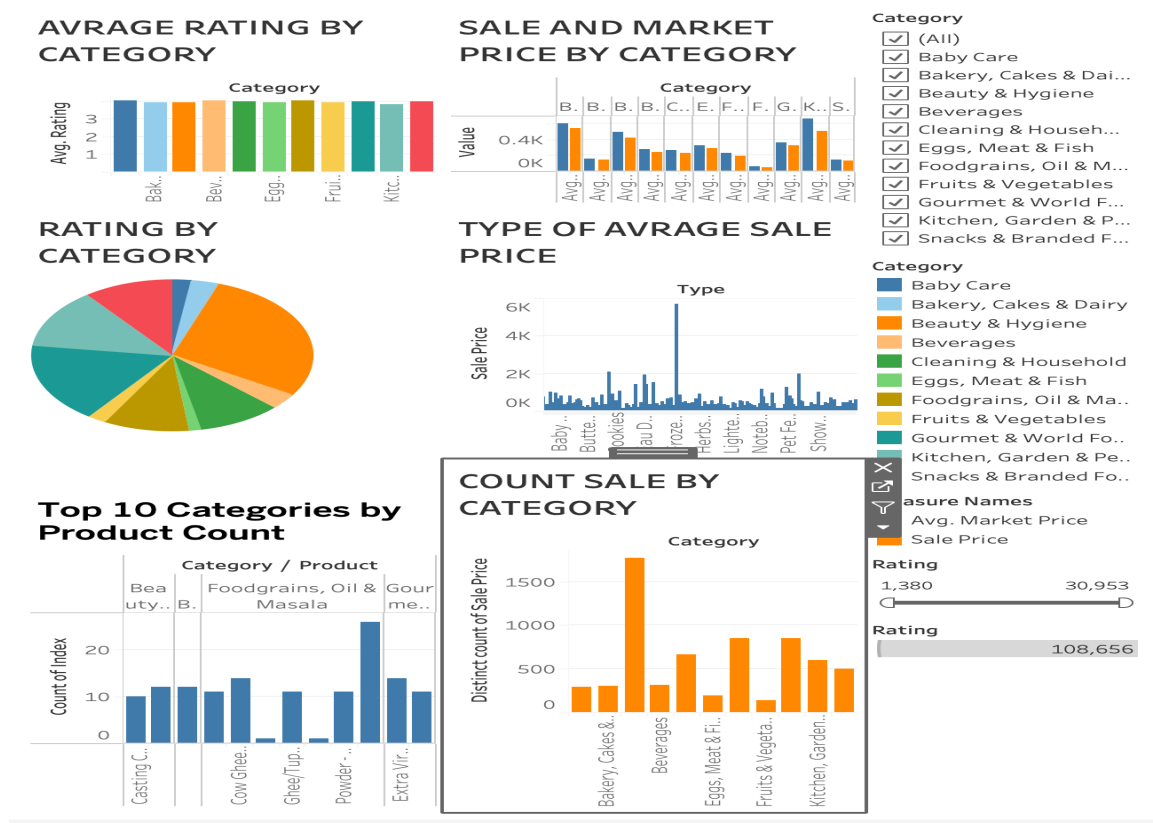 AVRAGE RATING BY
CATEGORY
Category
Avg. Rating
3
2
1
Bak..
Bev..
Egg..
Frui..
Kitc..
SALE AND MARKET
PRICE BY CATEGORY
Category
B. B. B. B. C.. E. F.. F. G. K.. S.
Value
0.4K
0K
Avg.. Avg.. Avg.. Avg.. Avg.. Avg.. Avg.. Avg.. Avg.. Avg.. Avg..
RATING BY
CATEGORY
TYPE OF AVRAGE SALE
PRICE
Type
Sale Price
6K
4K
2K
0K
Baby ..
Butte..
ookies
au D..
roze..
Herbs..
Lighte..
Noteb..
Pet Fe..
Show..
Top 10 Categories by
Product Count
Category / Product
Bea
uty..
B.
Foodgrains, Oil &
Masala
Gour
me..
Count of Index
20
10
0
Casting C..
Cow Ghee..
Ghee/Tup..
Powder - ..
Extra Vir..
COUNT SALE BY
CATEGORY
Category
Distinct count of Sale Price
1500
1000
500
0
Bakery, Cakes &..
Beverages
Eggs, Meat & Fi..
Fruits & Vegeta..
Kitchen, Garden..
Category
(All)
Baby Care
Bakery, Cakes & Dai...
Beauty & Hygiene
Beverages
Cleaning & Househ...
Eggs, Meat & Fish
Foodgrains, Oil & M...
Fruits & Vegetables
Gourmet & World F...
Kitchen, Garden & P...
Snacks & Branded F...
Category
Baby Care
Bakery, Cakes & Dairy
Beauty & Hygiene
Beverages
Cleaning & Household
Eggs, Meat & Fish
Foodgrains, Oil & Ma..
Fruits & Vegetables
Gourmet & World Fo..
Kitchen, Garden & Pe..
Snacks & Branded Fo..
asure Names
Avg. Market Price
Sale Price
Rating
1,380 30,953
Rating
108,656